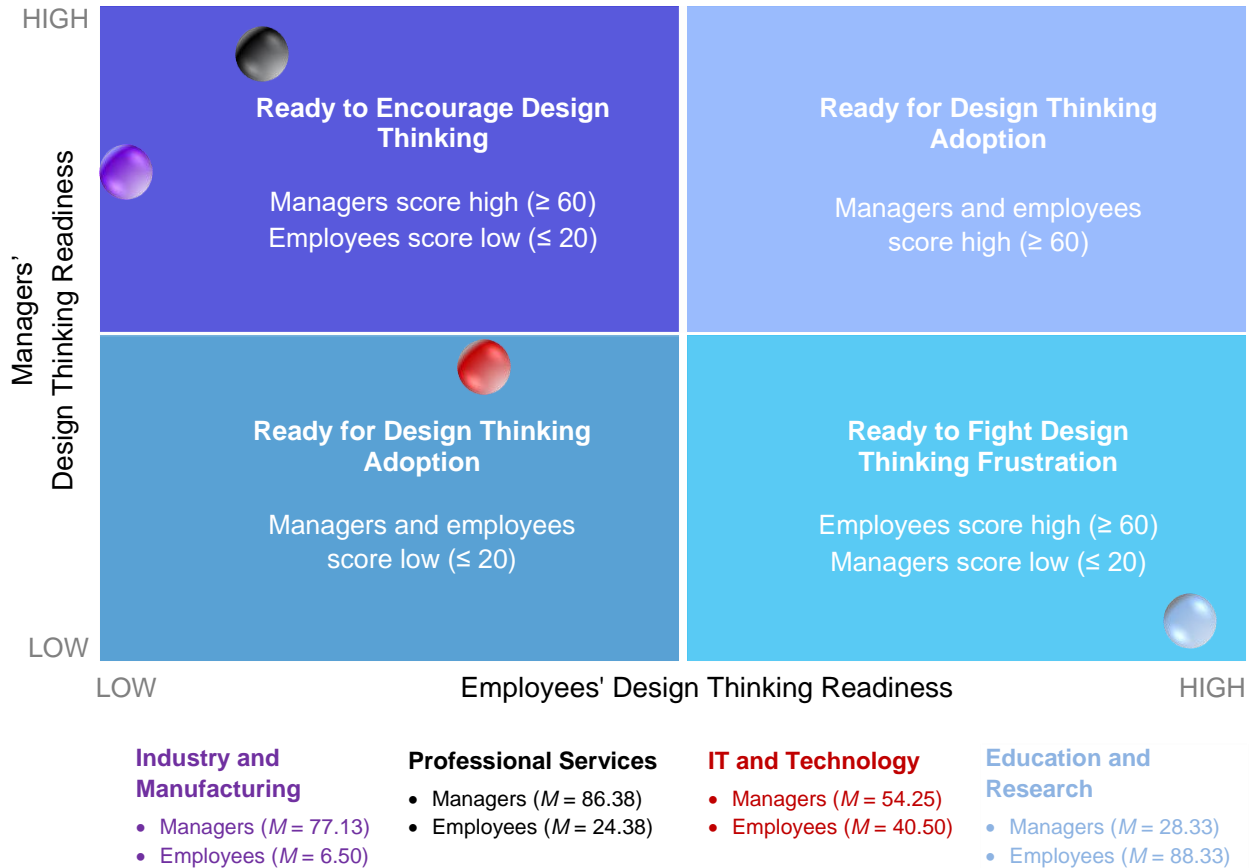 HIGH
Ready to Encourage Design
Thinking
Managers score high (≥ 60)
Employees score low (≤ 20)
Ready for Design Thinking
Adoption
Managers and employees
score high (≥ 60)
Managers'
Design Thinking Readiness
Ready for Design Thinking
Adoption
Managers and employees
score low (≤ 20)
Ready to Fight Design
Thinking Frustration
Employees score high (≥ 60)
Managers score low (≤ 20)
LOW
LOW
Employees' Design Thinking Readiness
HIGH
Industry and
Manufacturing
• Managers (M = 77.13)
• Employees (M = 6.50)
Professional Services
• Managers (M = 86.38)
• Employees (M = 24.38)
IT and Technology
• Managers (M = 54.25)
• Employees (M = 40.50)
Education and
Research
• Managers (M = 28.33)
• Employees (M = 88.33)